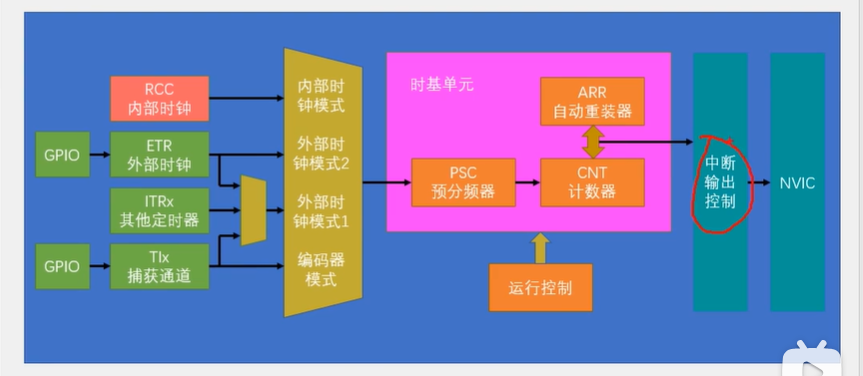 RCC
内部时钟
GPIO
ETR
外部时钟
ITRx
其他定时器
GPIO
TIx
捕获通道
内部时
钟模式
外部时
钟模式2
外部时
钟模式1
编码器
模式
时基单元
ARR
自动重装器
PSC
预分频器
CNT
计数器
运行控制
中断
输出
控制
NVIC